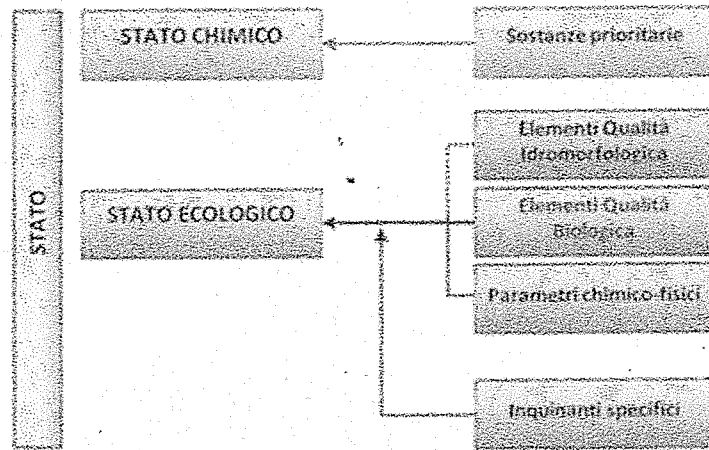 STATO
STATO CHIMICO
Sostanze prioritarie
STATO ECOLOGICO
Elementi Qualità
Idromorfologica
Elementi Qualità
Biologica
Parametri chimico-fisici
Inquinanti specifici